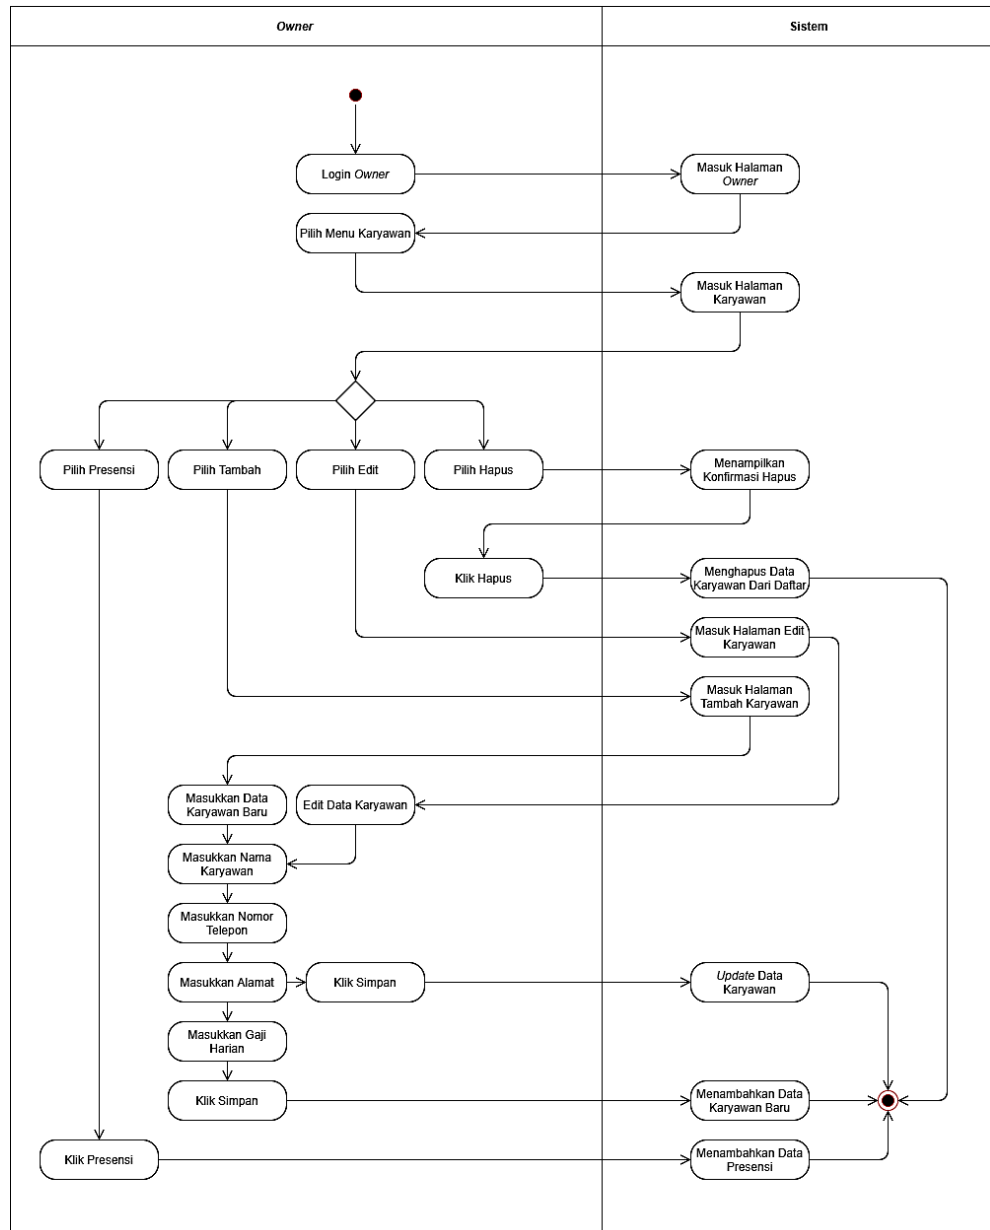 Owner
Sistem
Login Owner
Masuk Halaman
Owner
Pilih Menu Karyawan
Masuk Halaman
Karyawan
Pilih Presensi
Pilih Tambah
Pilih Edit
Pilih Hapus
Menampilkan
Konfirmasi Hapus
Klik Hapus
Menghapus Data
Karyawan Dari Daftar
Masuk Halaman Edit
Karyawan
Masuk Halaman
Tambah Karyawan
Masukkan Data
Karyawan Baru
Edit Data Karyawan
Masukkan Nama
Karyawan
Masukkan Nomor
Telepon
Masukkan Alamat
Klik Simpan
Update Data
Karyawan
Masukkan Gaji
Harian
Klik Simpan
Menambahkan Data
Karyawan Baru
Klik Presensi
Menambahkan Data
Presensi